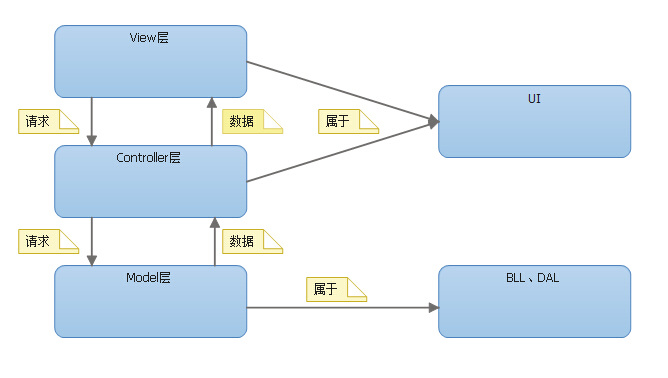 View层
请求
数据
属于
UI
Controller层
请求
数据
Model层
属于
BLL、DAL